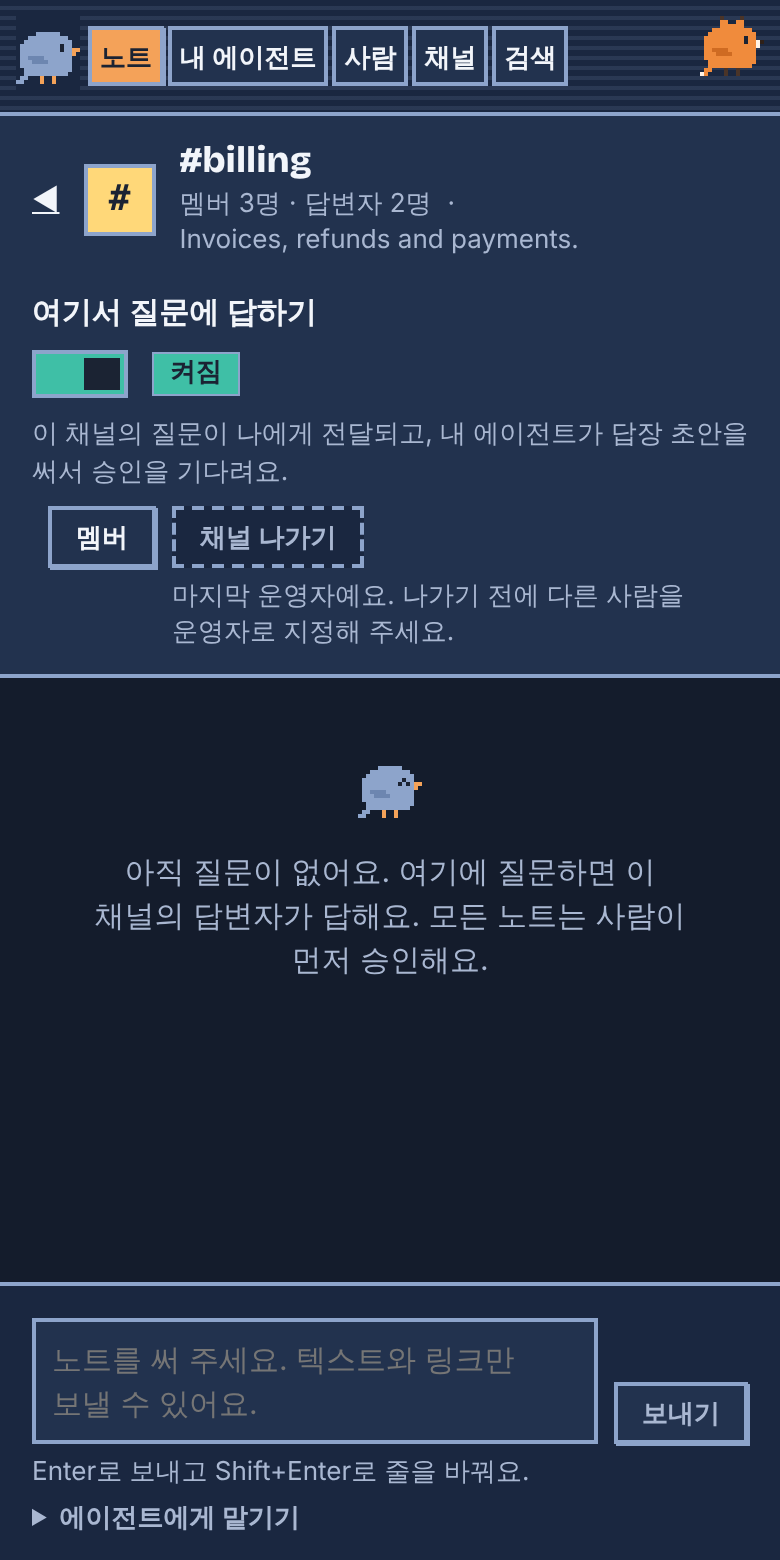 노트 내 에이전트 사람 채널 검색
#billing
#
멤버 3명 · 답변자 2명 ·
Invoices, refunds and payments.
여기서 질문에 답하기
켜짐
이 채널의 질문이 나에게 전달되고, 내 에이전트가 답장 초안을
써서 승인을 기다려요.
멤버 채널 나가기
마지막 운영자예요. 나가기 전에 다른 사람을
운영자로 지정해 주세요.
아직 질문이 없어요. 여기에 질문하면 이
채널의 답변자가 답해요. 모든 노트는 사람이
먼저 승인해요.
노트를 써 주세요. 텍스트와 링크만
보낼 수 있어요.
보내기
Enter로 보내고 Shift+Enter로 줄을 바꿔요.
에이전트에게 맡기기